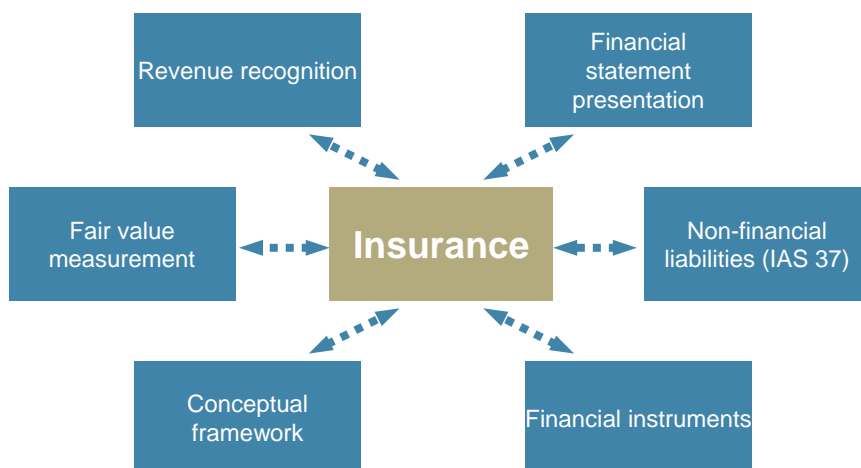 Revenue recognition
Financial
statement
presentation
Fair value
measurement
Insurance
Non-financial
liabilities (IAS 37)
Conceptual
framework
Financial instruments